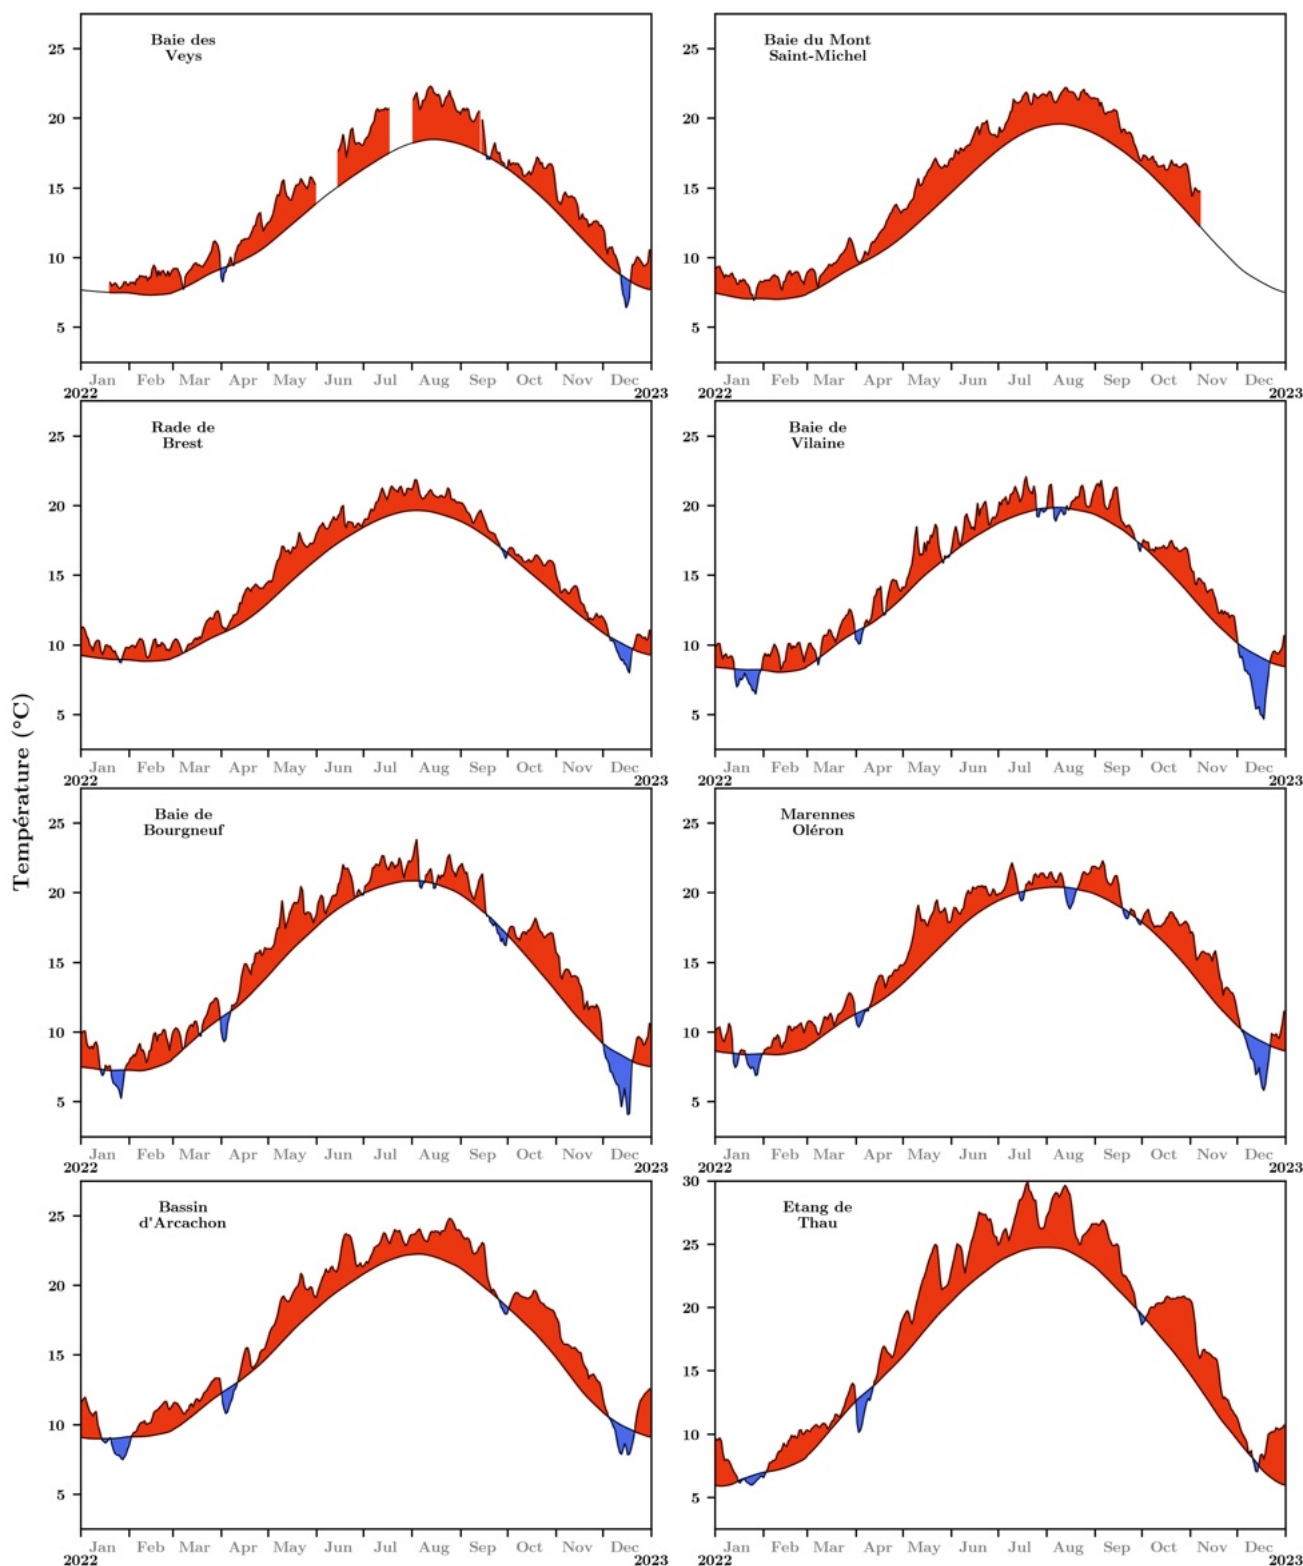 Température (°C)
Baie des
Veys
25
20
15
10
5
Jan Feb Mar Apr May Jun Jul Aug Sep Oct Nov Dec
2022 2023
Baie du Mont
Saint-Michel
25
20
15
10
5
Jan Feb Mar Apr May Jun Jul Aug Sep Oct Nov Dec
2022 2023
Rade de
Brest
25
20
15
10
5
Jan Feb Mar Apr May Jun Jul Aug Sep Oct Nov Dec
2022 2023
Baie de
Vilaine
25
20
15
10
5
Jan Feb Mar Apr May Jun Jul Aug Sep Oct Nov Dec
2022 2023
Baie de
Bourgneuf
25
20
15
10
5
Jan Feb Mar Apr May Jun Jul Aug Sep Oct Nov Dec
2022 2023
Marennes
Oléron
25
20
15
10
5
Jan Feb Mar Apr May Jun Jul Aug Sep Oct Nov Dec
2022 2023
Bassin
d'Arcachon
25
20
15
10
5
Jan Feb Mar Apr May Jun Jul Aug Sep Oct Nov Dec
2022 2023
Etang de
Thau
30
25
20
15
10
5
Jan Feb Mar Apr May Jun Jul Aug Sep Oct Nov Dec
2022 2023